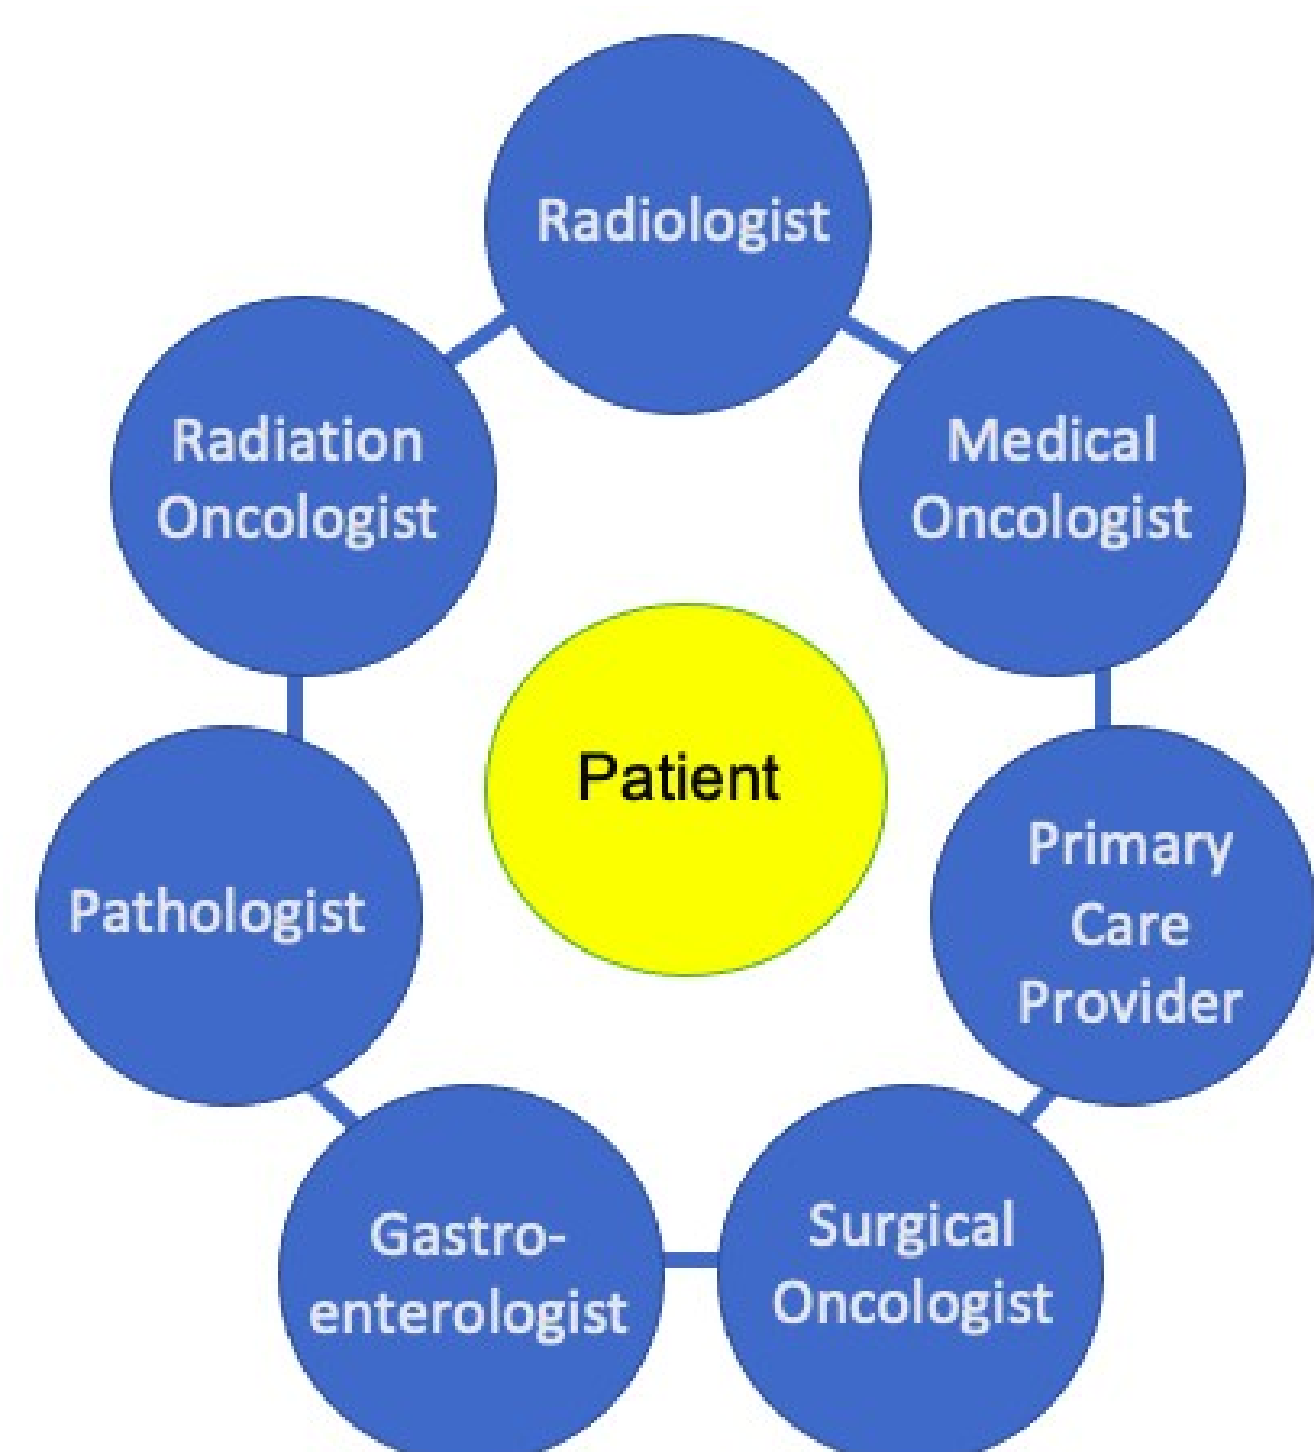 Radiologist
Radiation
Oncologist
Medical
Oncologist
Patient
Pathologist
Primary
Care
Provider
Gastro-
enterologist
Surgical
Oncologist